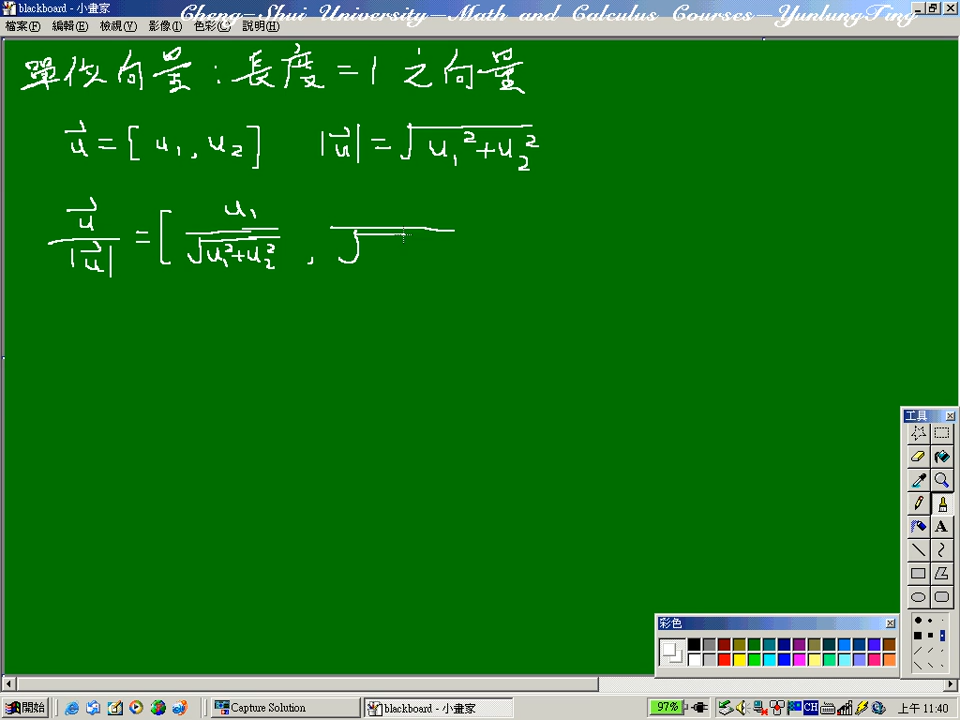 blackboard - 小畫家
Cheng-Shui University-Math and Calculus Courses-YunlungTing
檔案(F) 編輯(E) 檢視(V) 影像(I) 色彩(C) 說明(H)
單位向量:長度=1 之向量
u⃗ = [ u₁ , u₂ ] |u⃗| = √(u₁²+u₂²)
u⃗/|u⃗| = [ u₁/√(u₁²+u₂²) , √
工具
A
彩色
開始 Capture Solution blackboard - 小畫家 97% CH 上午 11:40